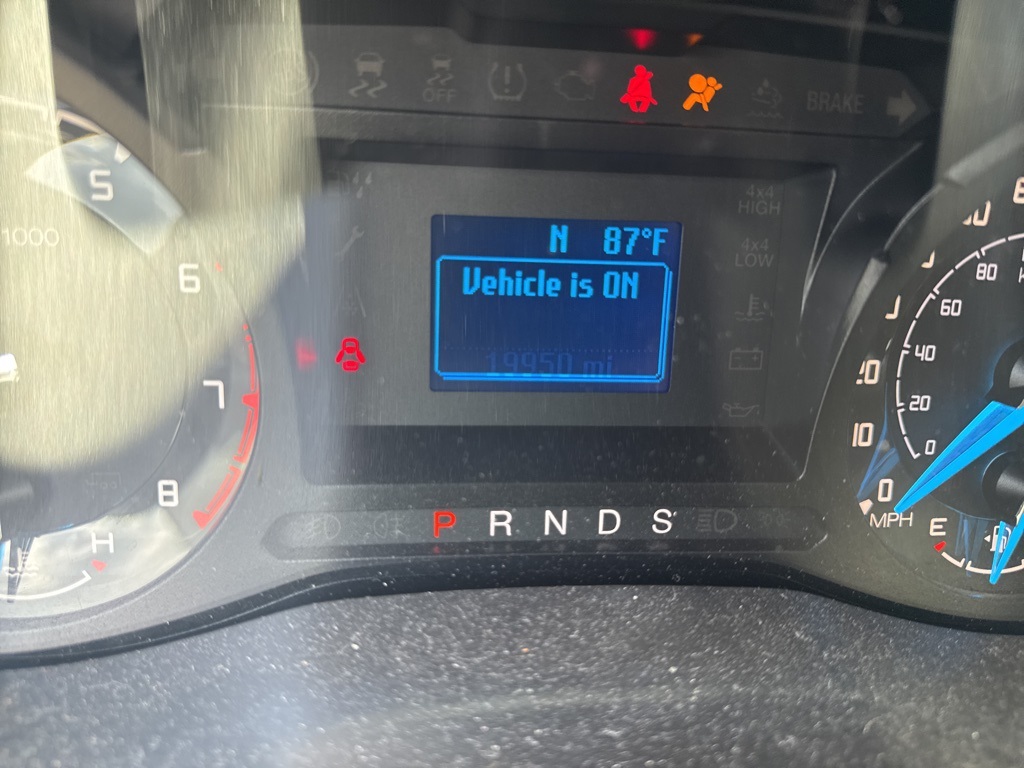 OFF
BRAKE
5
1000
6
7
8
H
4x4
HIGH
4x4
LOW
N 87°F
Vehicle is ON
19950 mi
P R N D S
80
60
40
20
0
10
0
MPH
E